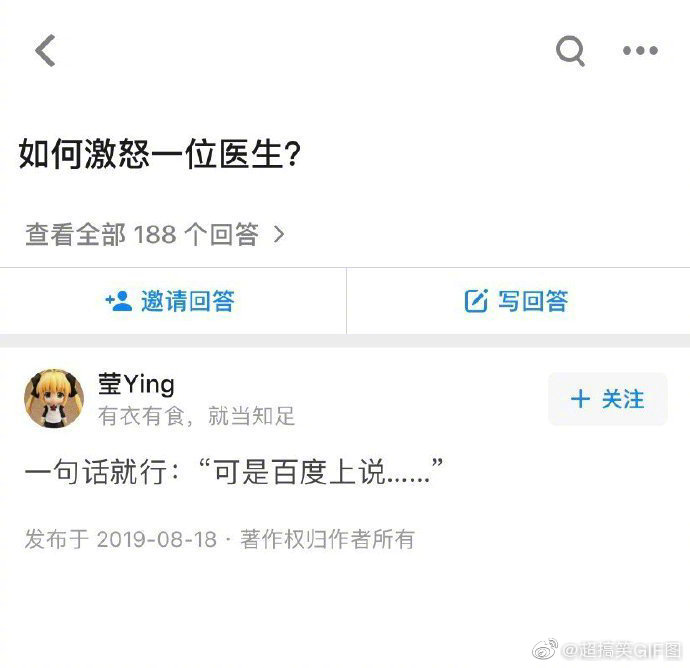 如何激怒一位医生?
查看全部 188 个回答 >
邀请回答
写回答
莹Ying
有衣有食，就当知足
+ 关注
一句话就行：“可是百度上说……”
发布于 2019-08-18 · 著作权归作者所有
@超搞笑GIF图